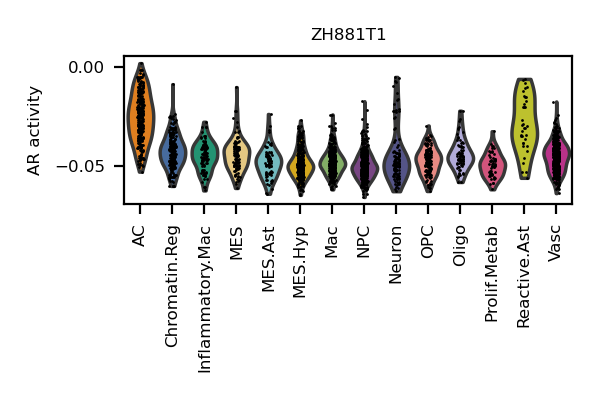 ZH881T1
AR activity
0.00
−0.05
AC
Chromatin.Reg
Inflammatory.Mac
MES
MES.Ast
MES.Hyp
Mac
NPC
Neuron
OPC
Oligo
Prolif.Metab
Reactive.Ast
Vasc